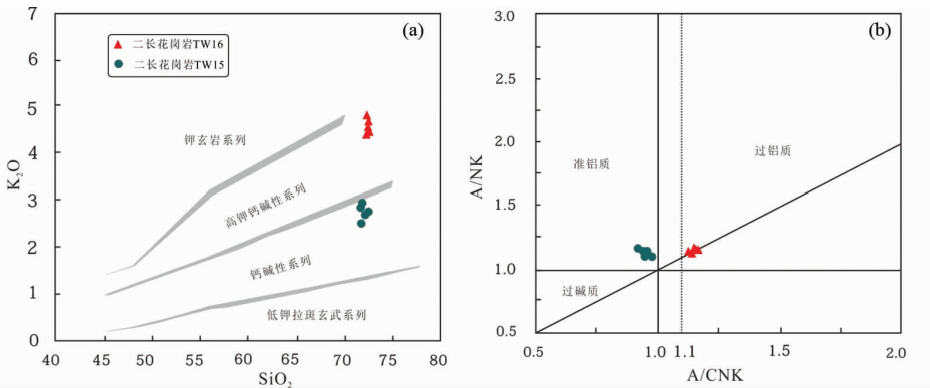 (a)
二长花岗岩TW16
二长花岗岩TW15
钾玄岩系列
高钾钙碱性系列
钙碱性系列
低钾拉斑玄武系列
K₂O
7
6
5
4
3
2
1
0
40
45
50
55
60
65
70
75
80
SiO₂
(b)
准铝质
过铝质
过碱质
A/NK
3.0
2.5
2.0
1.5
1.0
0.5
0.5
1.0
1.1
1.5
2.0
A/CNK